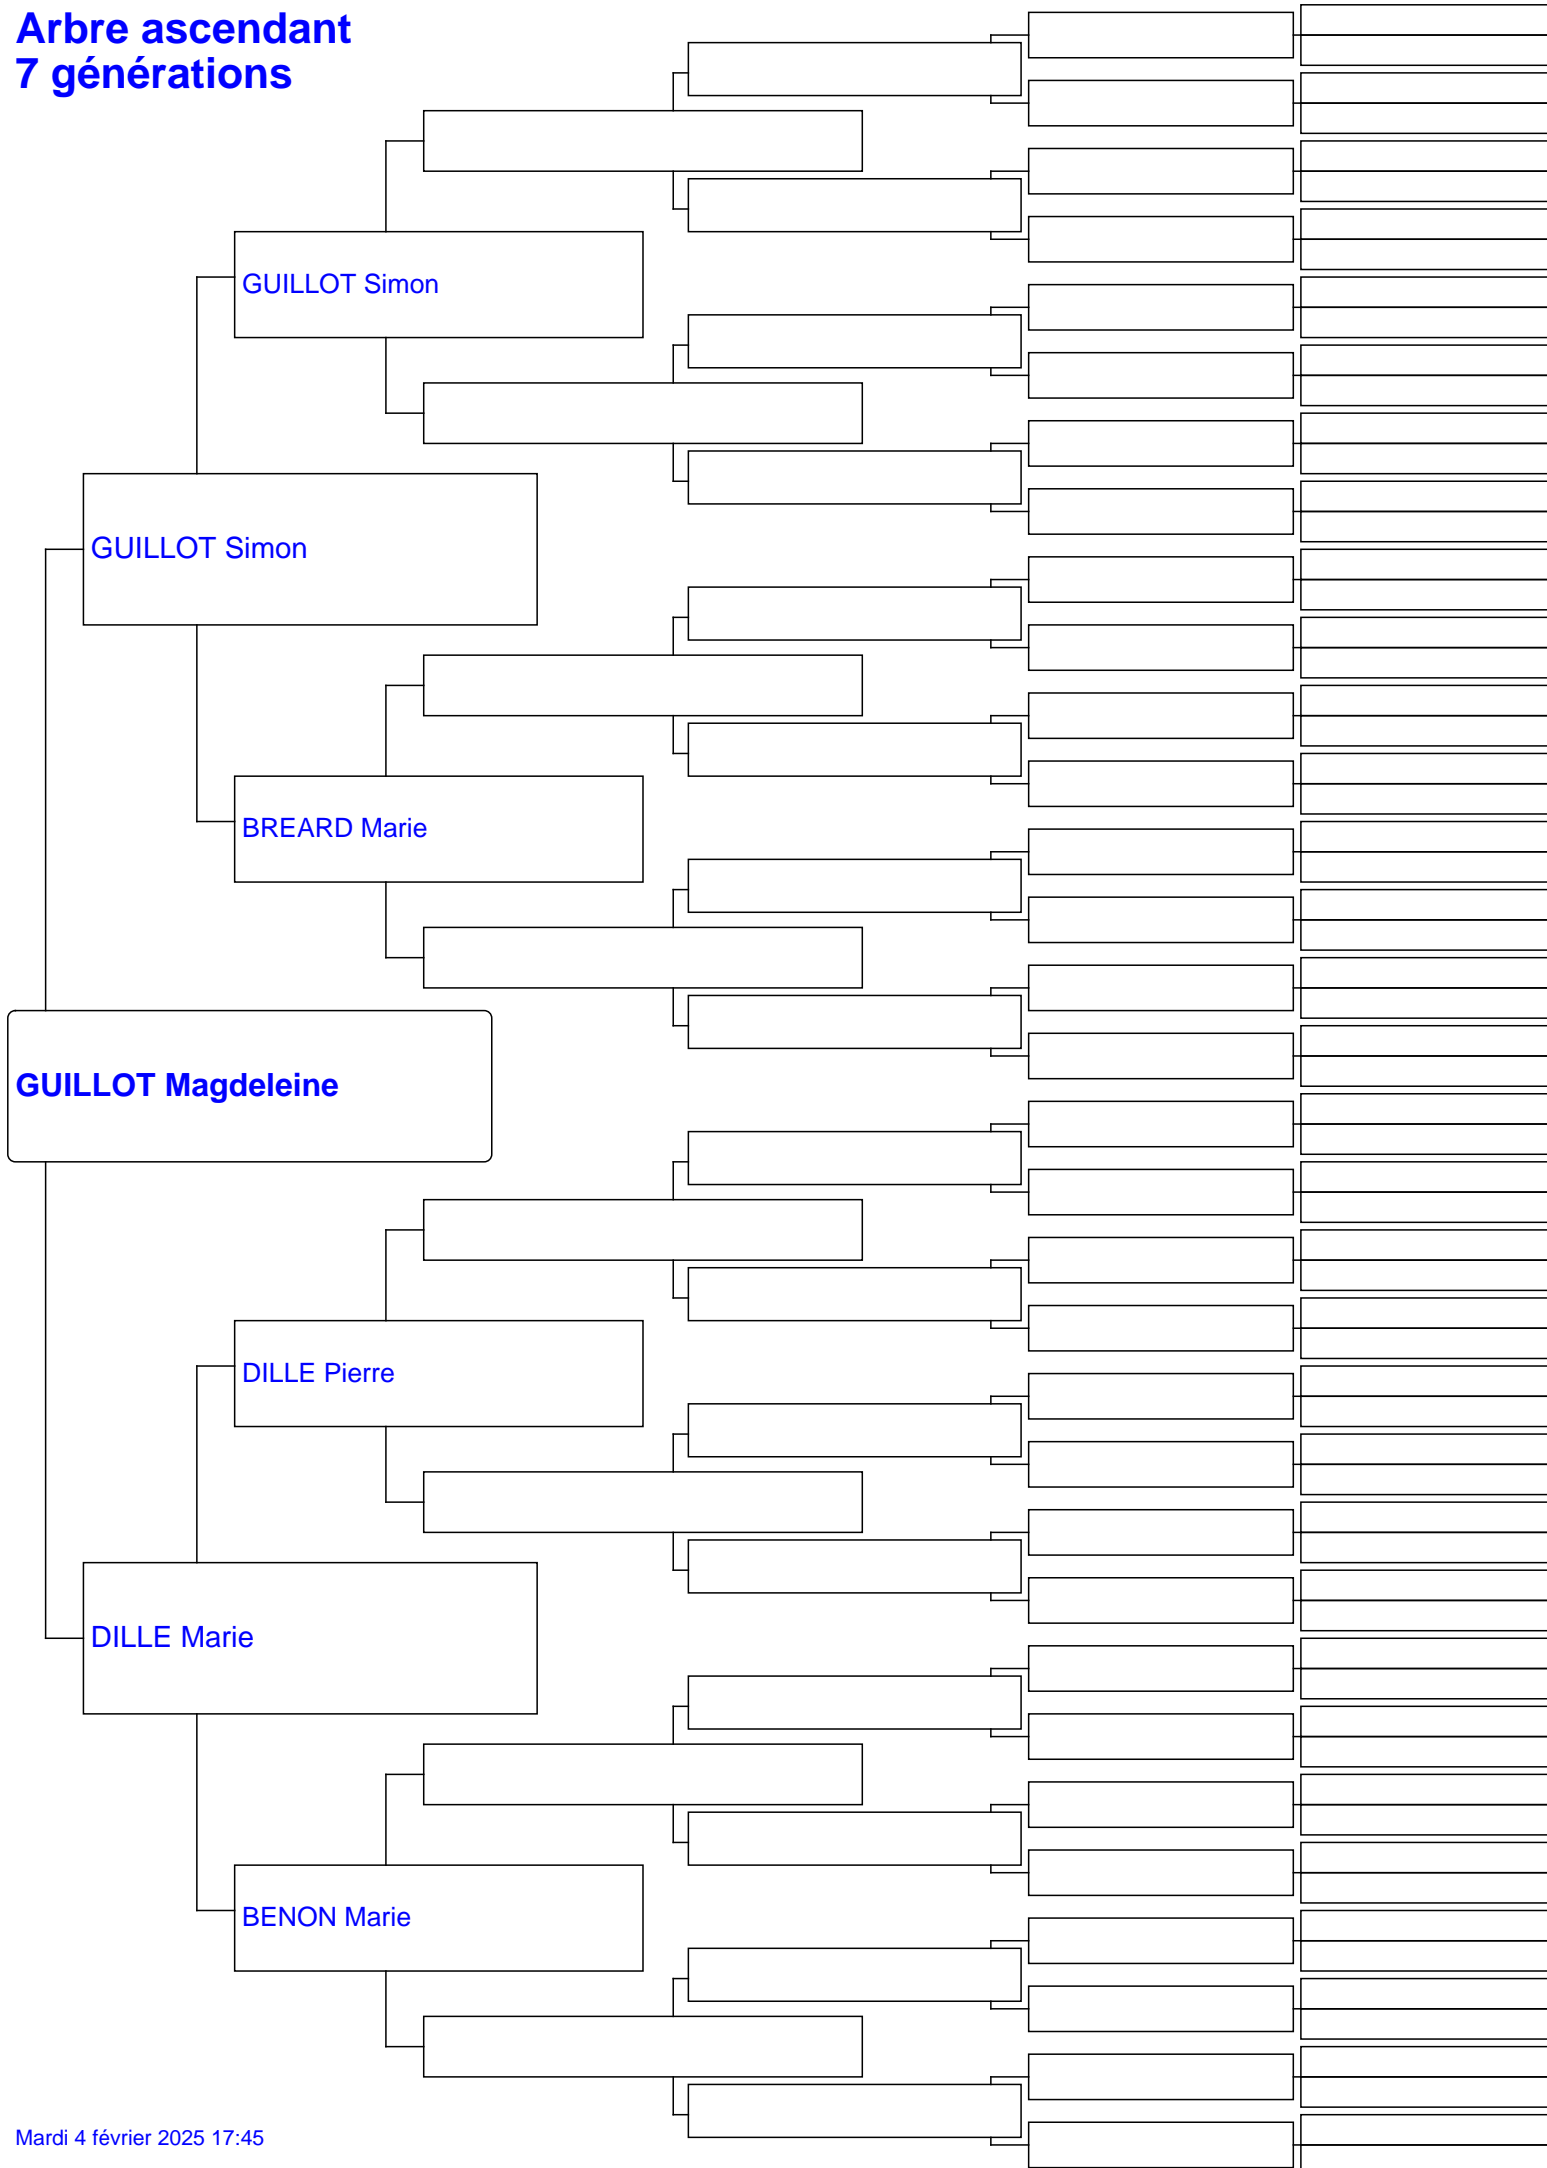 Arbre ascendant
7 générations
GUILLOT Simon
GUILLOT Simon
BREARD Marie
GUILLOT Magdeleine
DILLE Pierre
DILLE Marie
BENON Marie
Mardi 4 février 2025 17:45